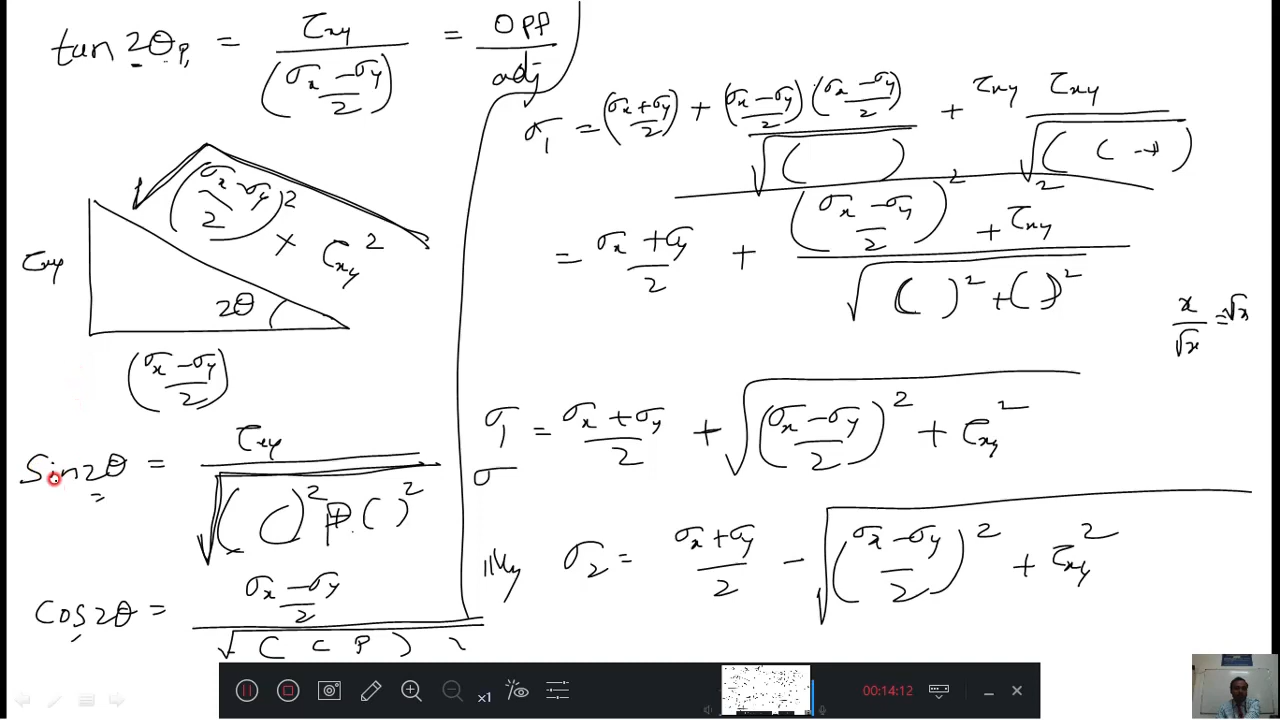 tan 2θp = τxy / ((σx − σy)/2) = opp / adj
√(((σx − σy)/2)² + τxy²)
τxy
2θ
((σx − σy)/2)
Sin2θ = τxy / √(( )² + ( )²)
Cos2θ = (σx − σy)/2 / √(
σ1 = ((σx + σy)/2) + ((σx − σy)/2) ((σx − σy)/2) / √( ) + τxy τxy / √( )
= (σx + σy)/2 + (((σx − σy)/2)² + τxy²) / √(( )² + ( )²)
x/√x = √x
σ1 = (σx + σy)/2 + √(((σx − σy)/2)² + τxy²)
σ
lllly σ2 = (σx + σy)/2 − √(((σx − σy)/2)² + τxy²)
x1
00:14:12